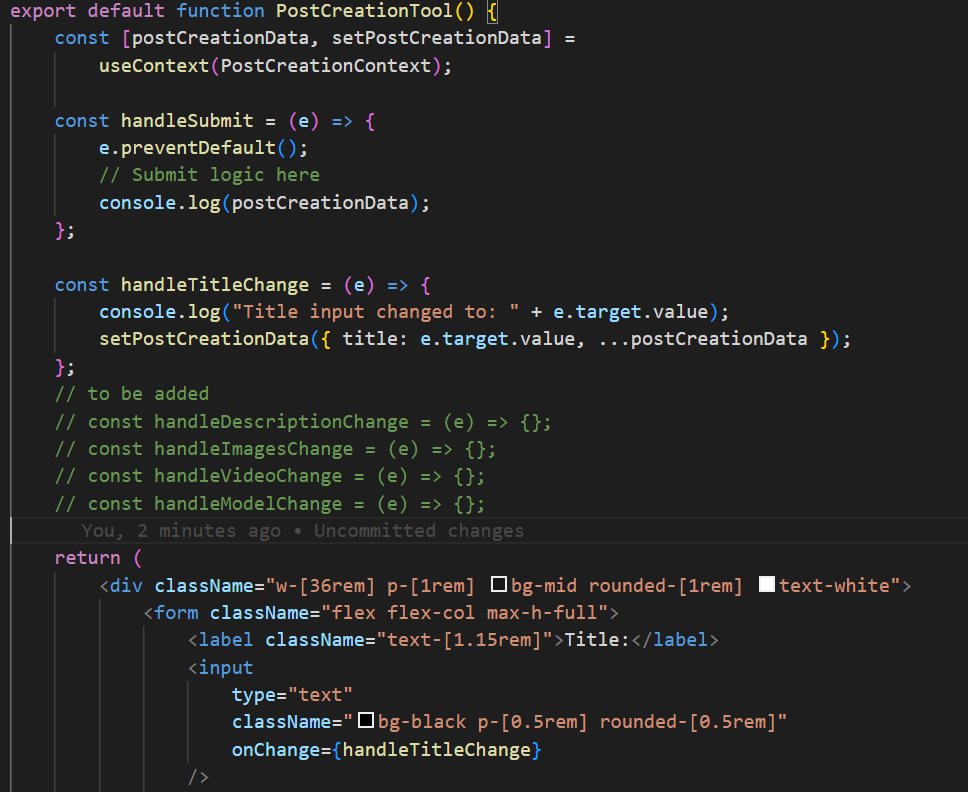 export default function PostCreationTool() {
const [postCreationData, setPostCreationData] =
useContext(PostCreationContext);
const handleSubmit = (e) => {
e.preventDefault();
// Submit logic here
console.log(postCreationData);
};
const handleTitleChange = (e) => {
console.log("Title input changed to: " + e.target.value);
setPostCreationData({ title: e.target.value, ...postCreationData });
};
// to be added
// const handleDescriptionChange = (e) => {};
// const handleImagesChange = (e) => {};
// const handleVideoChange = (e) => {};
// const handleModelChange = (e) => {};
You, 2 minutes ago • Uncommitted changes
return (
<div className="w-[36rem] p-[1rem] bg-mid rounded-[1rem] text-white">
<form className="flex flex-col max-h-full">
<label className="text-[1.15rem]">Title:</label>
<input
type="text"
className="bg-black p-[0.5rem] rounded-[0.5rem]"
onChange={handleTitleChange}
/>